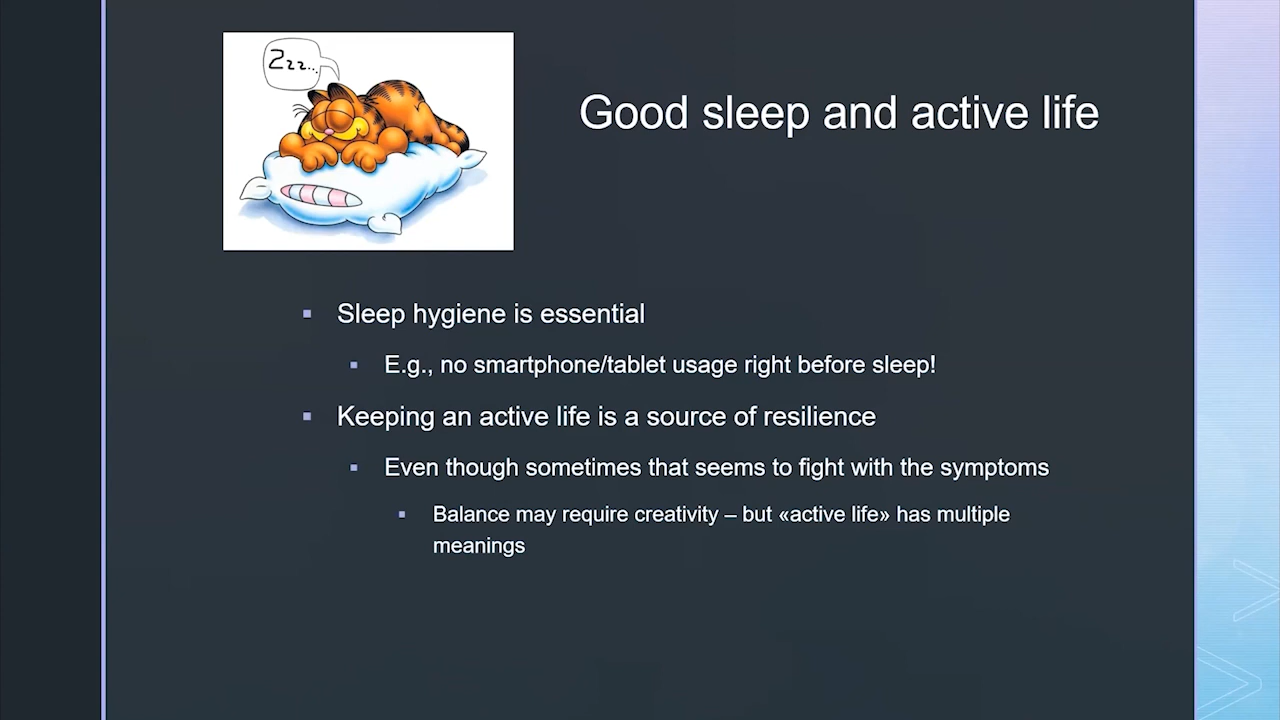 Zzz...
Good sleep and active life
Sleep hygiene is essential
E.g., no smartphone/tablet usage right before sleep!
Keeping an active life is a source of resilience
Even though sometimes that seems to fight with the symptoms
Balance may require creativity – but «active life» has multiple
meanings